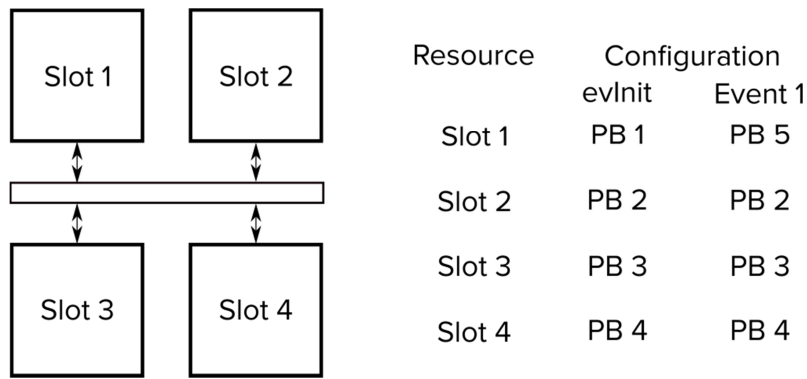 Slot 1
Slot 2
Slot 3
Slot 4
Resource Configuration
evInit Event 1
Slot 1 PB 1 PB 5
Slot 2 PB 2 PB 2
Slot 3 PB 3 PB 3
Slot 4 PB 4 PB 4